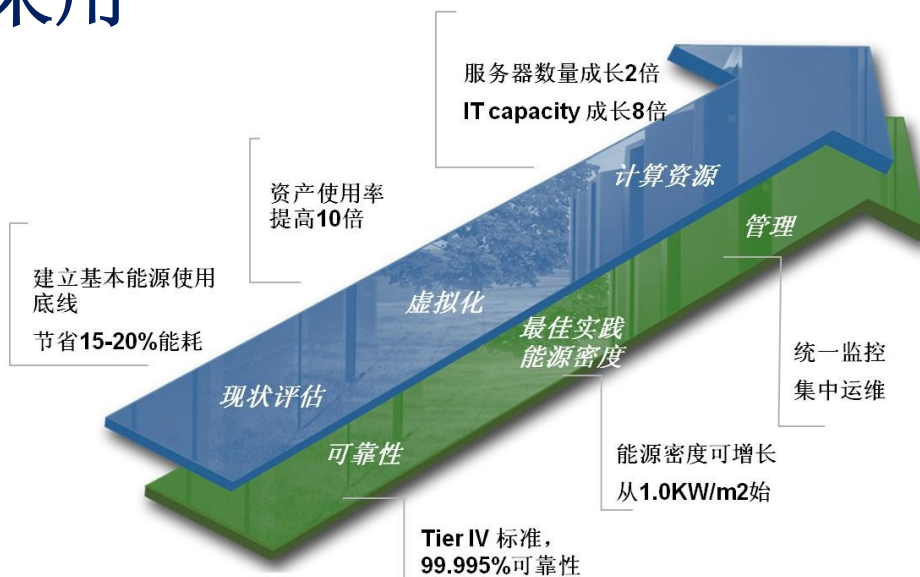 采用
服务器数量成长2倍
IT capacity 成长8倍
计算资源
资产使用率
提高10倍
管理
建立基本能源使用
底线
节省15-20%能耗
虚拟化
最佳实践
能源密度
统一监控
集中运维
现状评估
可靠性
能源密度可增长
从1.0KW/m2始
Tier IV 标准，
99.995%可靠性